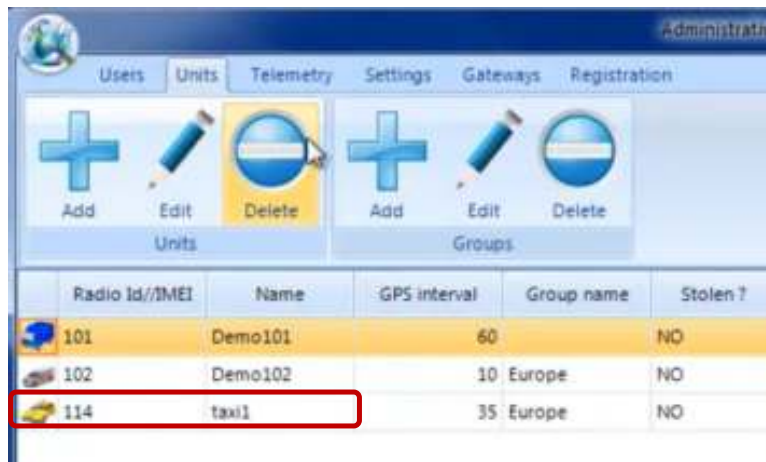 Administrati
Users Units Telemetry Settings Gateways Registration
Add Edit Delete Add Edit Delete
Units Groups
Radio Id//IMEI Name GPS interval Group name Stolen ?
101 Demo101 60 NO
102 Demo102 10 Europe NO
114 taxi1 35 Europe NO